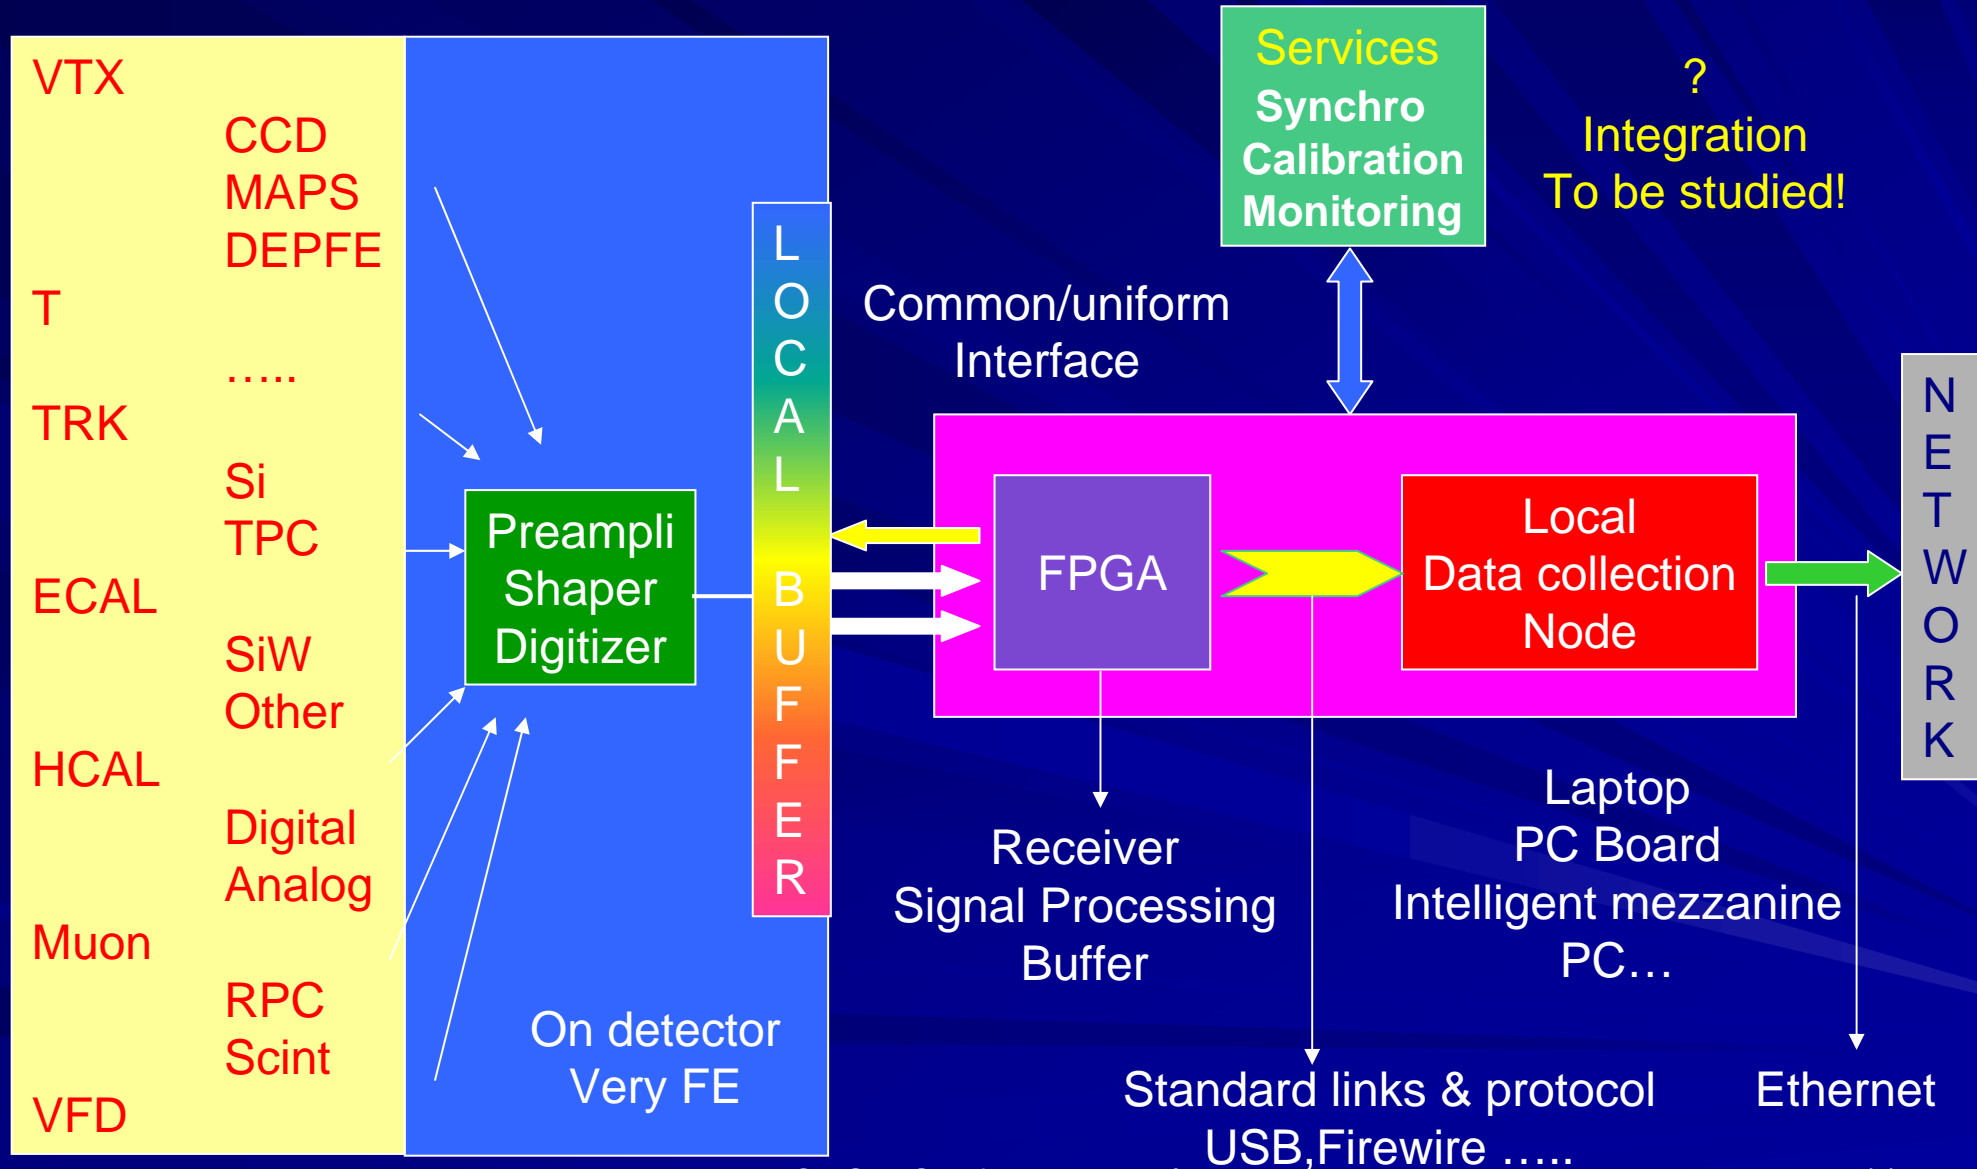 VTX
CCD
MAPS
DEPFE
T
…..
TRK
Si
TPC
ECAL
SiW
Other
HCAL
Digital
Analog
Muon
RPC
Scint
VFD
Preampli
Shaper
Digitizer
On detector
Very FE
LOCAL BUFFER
Common/uniform
Interface
Services
Synchro
Calibration
Monitoring
?
Integration
To be studied!
FPGA
Local
Data collection
Node
NETWORK
Receiver
Signal Processing
Buffer
Laptop
PC Board
Intelligent mezzanine
PC…
Standard links & protocol
USB,Firewire …..
Ethernet